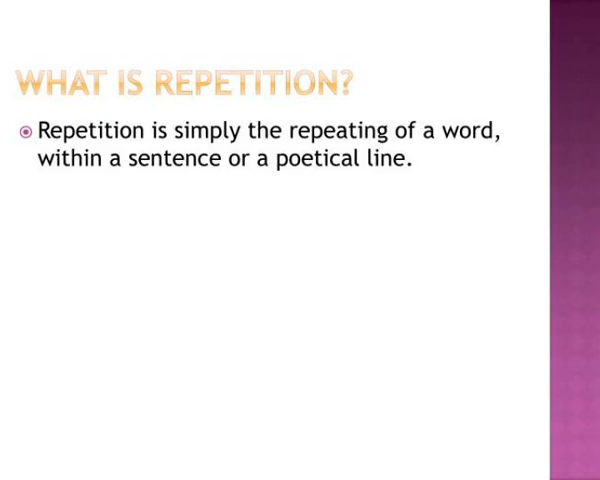 WHAT IS REPETITION?
Repetition is simply the repeating of a word,
within a sentence or a poetical line.